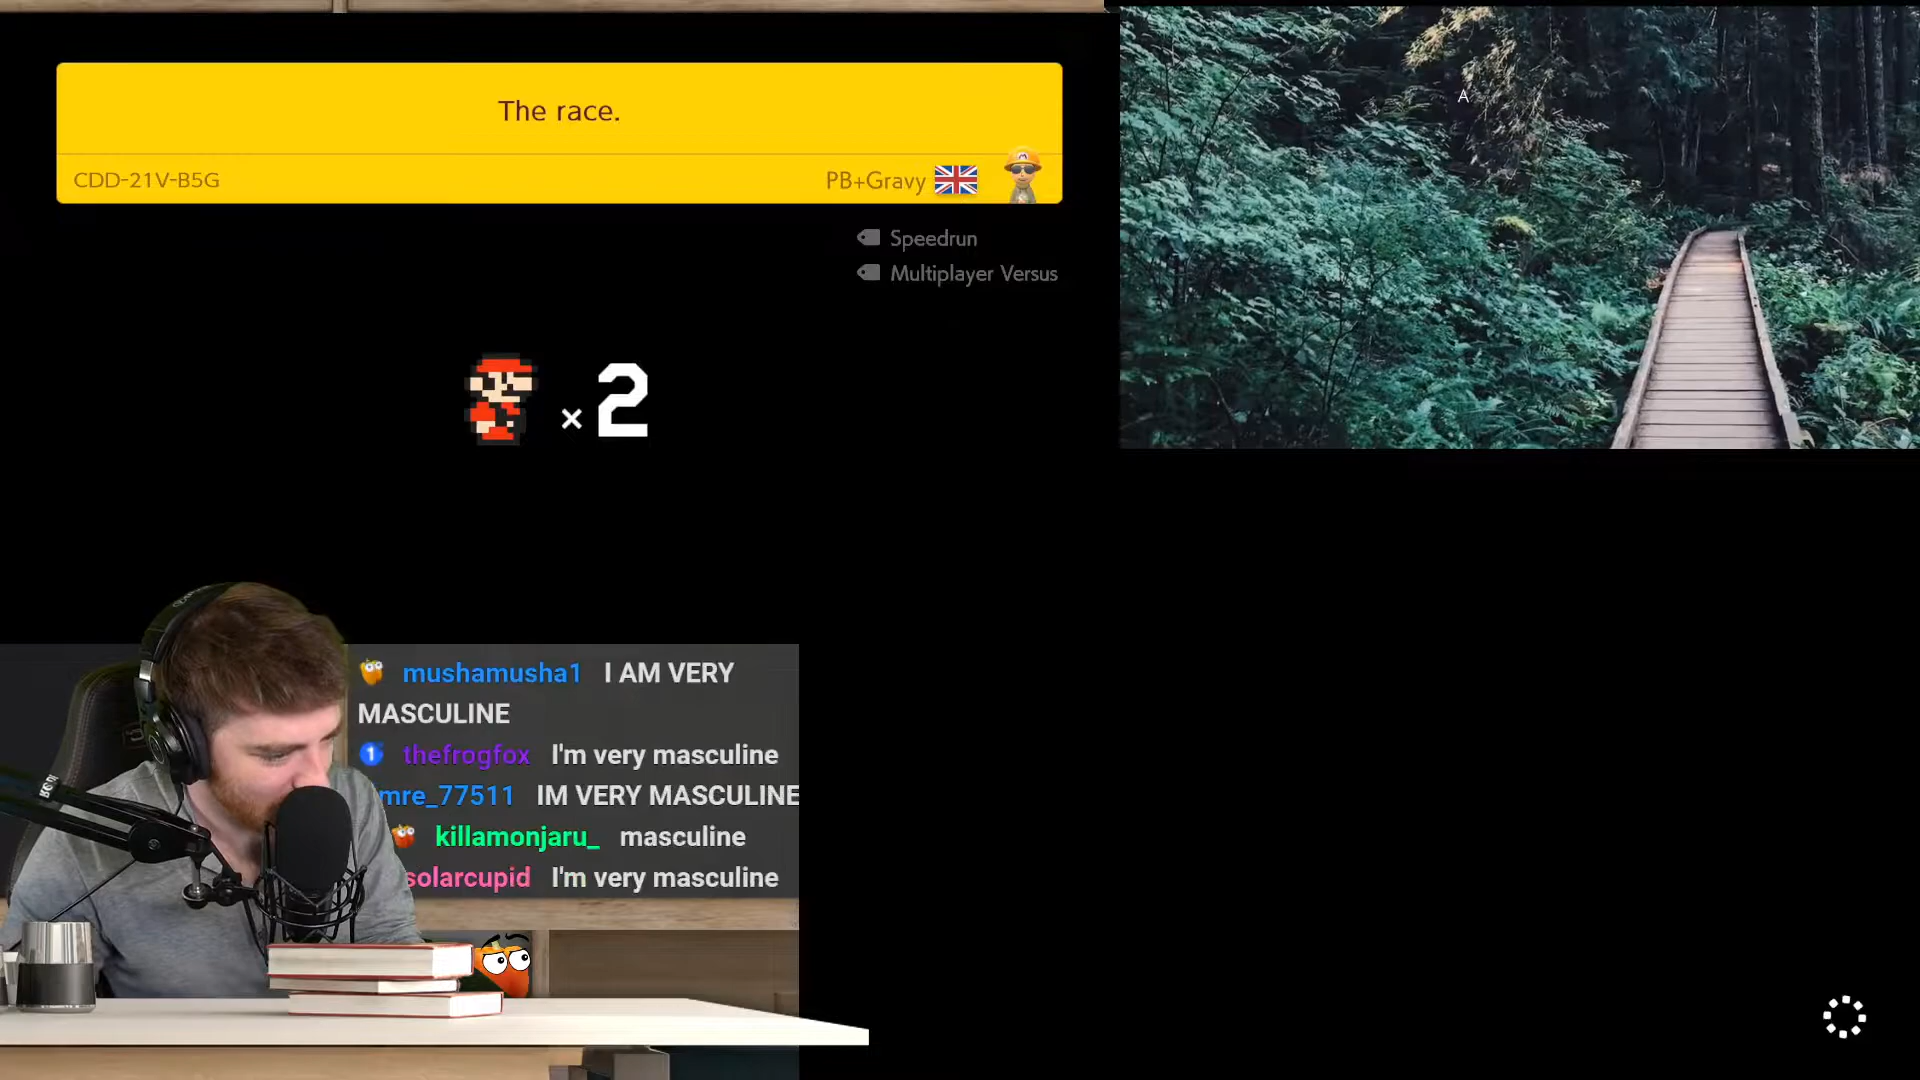 The race.
CDD-21V-B5G
PB+Gravy
Speedrun
Multiplayer Versus
A
× 2
mushamusha1 I AM VERY
MASCULINE
1 thefrogfox I'm very masculine
mre_77511 IM VERY MASCULINE
killamonjaru_ masculine
solarcupid I'm very masculine